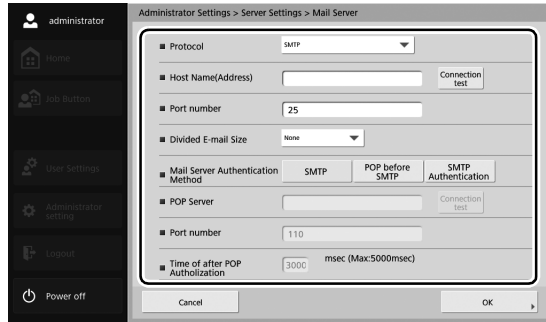 administrator
Administrator Settings > Server Settings > Mail Server
Home
Job Button
User Settings
Administrator
setting
Logout
Power off
Protocol
SMTP
Host Name(Address)
Connection
test
Port number
25
Divided E-mail Size
None
Mail Server Authentication
Method
SMTP
POP before
SMTP
SMTP
Authentication
POP Server
Connection
test
Port number
110
Time of after POP
Autholization
3000
msec (Max:5000msec)
Cancel
OK